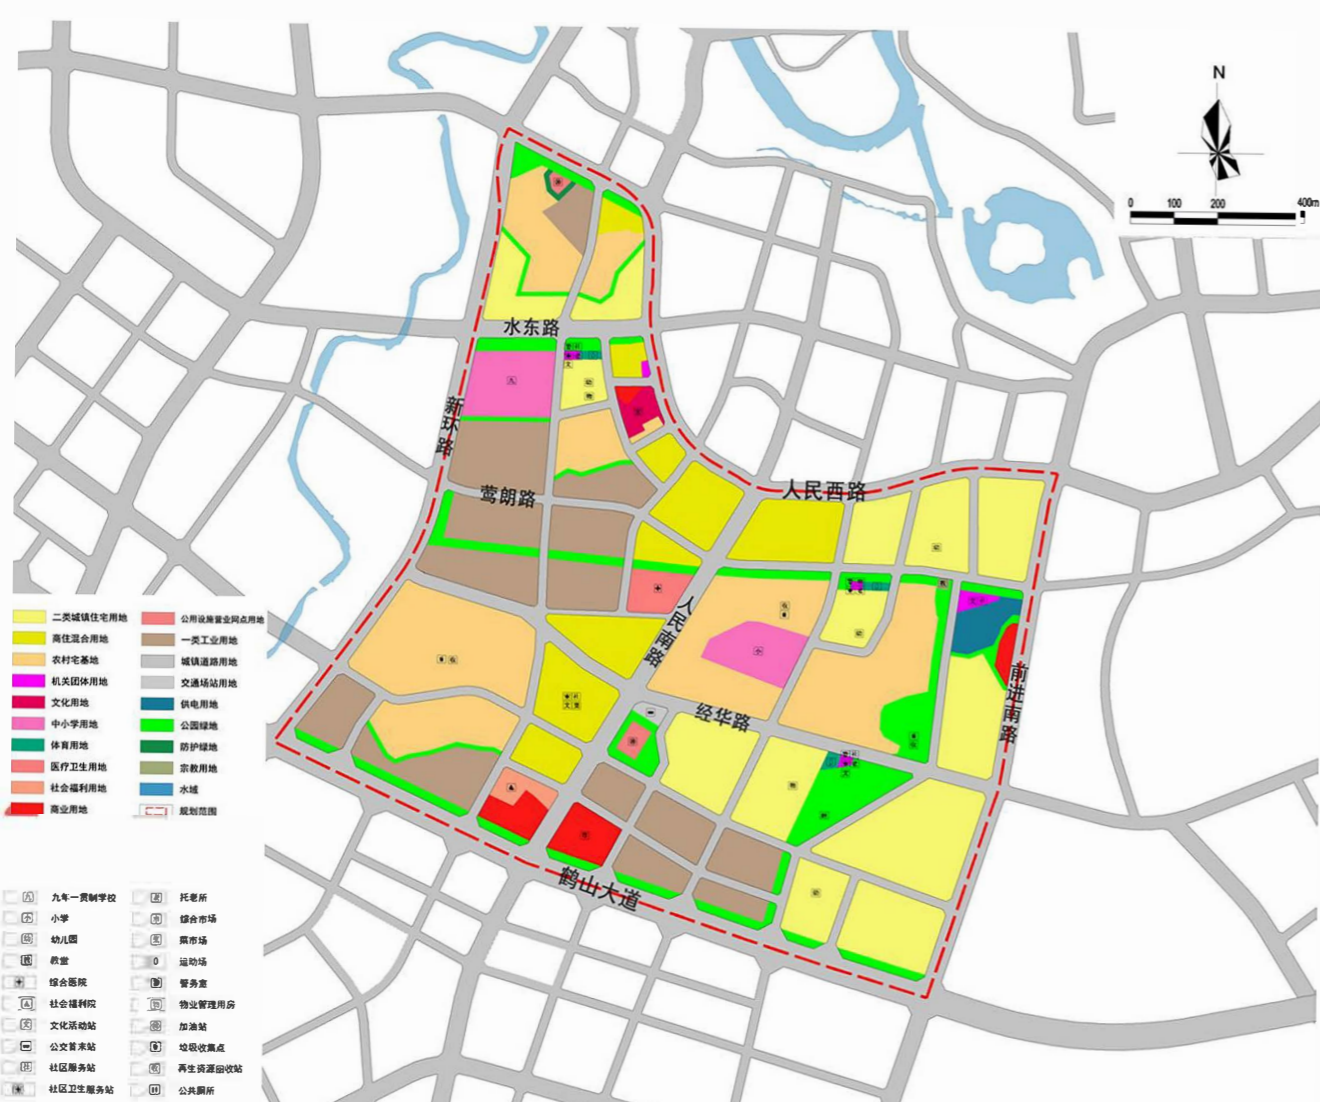 N
0 100 200 400m
水东路
新环路
莺朗路
人民西路
人民南路
经华路
前进南路
鹤山大道
二类城镇住宅用地
商住混合用地
农村宅基地
机关团体用地
文化用地
中小学用地
体育用地
医疗卫生用地
社会福利用地
商业用地
公用设施营业网点用地
一类工业用地
城镇道路用地
交通场站用地
供电用地
公园绿地
防护绿地
宗教用地
水域
规划范围
九年一贯制学校
小学
幼儿园
教堂
综合医院
社会福利院
文化活动站
公交首末站
社区服务站
社区卫生服务站
托老所
综合市场
菜市场
运动场
警务室
物业管理用房
加油站
垃圾收集点
再生资源回收站
公共厕所